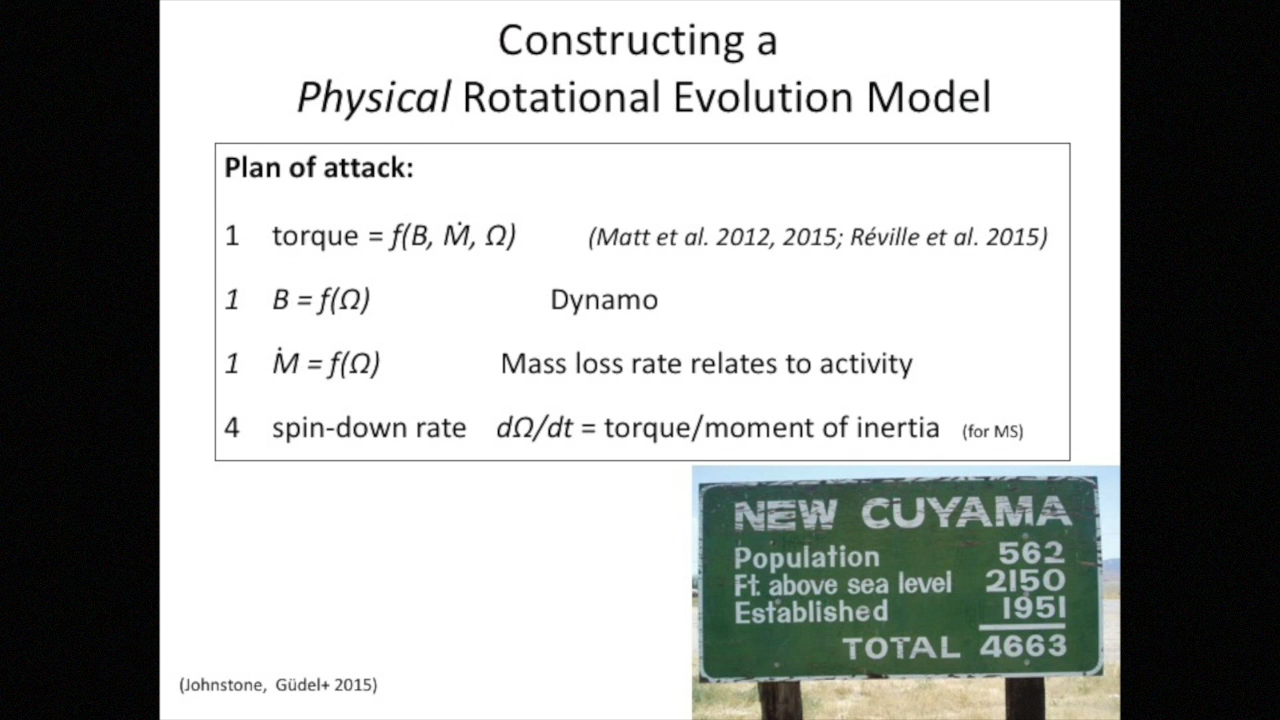 Constructing a
Physical Rotational Evolution Model
Plan of attack:
1 torque = f(B, Ṁ, Ω) (Matt et al. 2012, 2015; Réville et al. 2015)
1 B = f(Ω) Dynamo
1 Ṁ = f(Ω) Mass loss rate relates to activity
4 spin-down rate dΩ/dt = torque/moment of inertia (for MS)
NEW CUYAMA
Population 562
Ft. above sea level 2150
Established 1951
TOTAL 4663
(Johnstone, Güdel+ 2015)